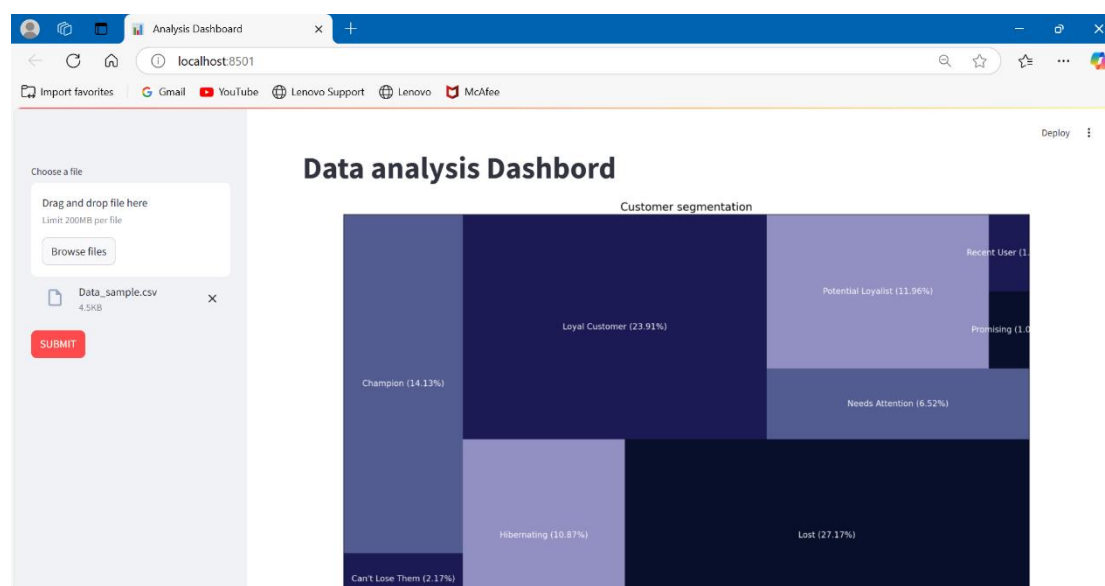 Analysis Dashboard
localhost:8501
Import favorites
Gmail
YouTube
Lenovo Support
Lenovo
McAfee
Deploy
Choose a file
Drag and drop file here
Limit 200MB per file
Browse files
Data_sample.csv
4.5KB
SUBMIT
Data analysis Dashbord
Customer segmentation
Recent User (1.
Potential Loyalist (11.96%)
Loyal Customer (23.91%)
Promising (1.0
Champion (14.13%)
Needs Attention (6.52%)
Hibernating (10.87%)
Lost (27.17%)
Can't Lose Them (2.17%)